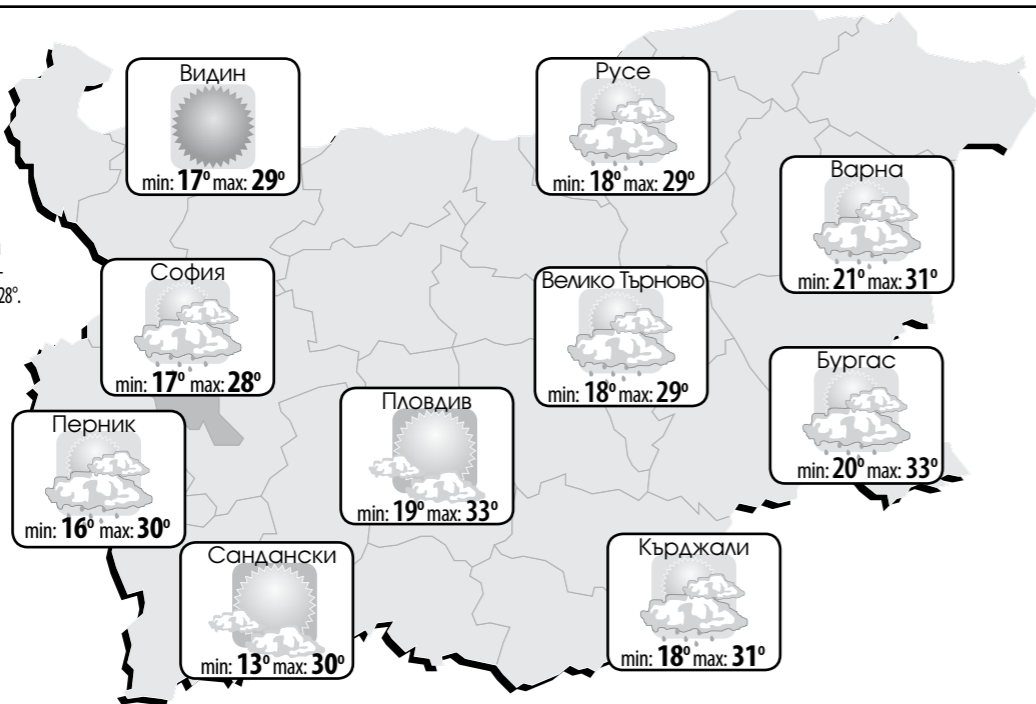 Видин
min: 17° max: 29°
Русе
min: 18° max: 29°
Варна
min: 21° max: 31°
София
min: 17° max: 28°
28°.
Велико Търново
min: 18° max: 29°
Бургас
min: 20° max: 33°
Пловдив
min: 19° max: 33°
Перник
min: 16° max: 30°
Сандански
min: 13° max: 30°
Кърджали
min: 18° max: 31°